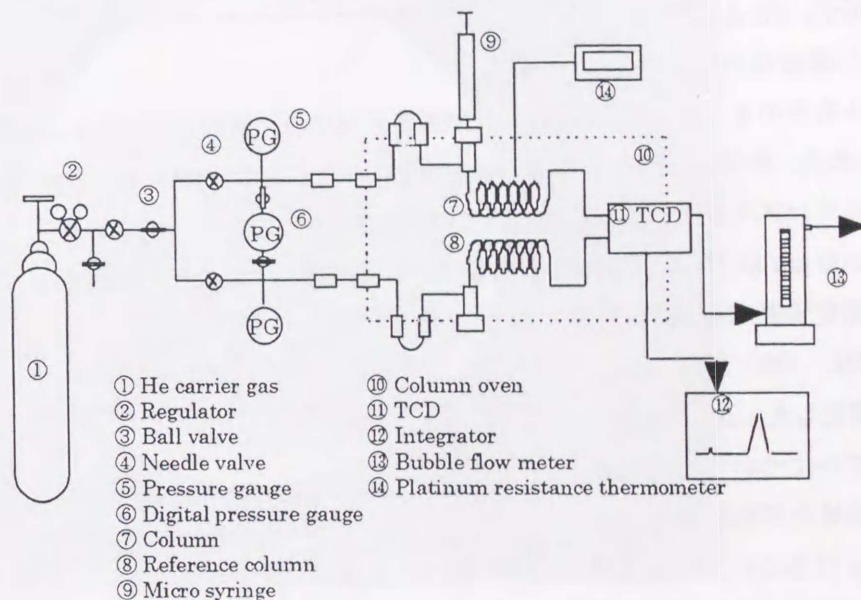 ⑨
⑭
PG ⑤
④
⑩
②
③
⑥
PG
⑦
⑪ TCD
⑧
⑬
PG
①
⑫
① He carrier gas
② Regulator
③ Ball valve
④ Needle valve
⑤ Pressure gauge
⑥ Digital pressure gauge
⑦ Column
⑧ Reference column
⑨ Micro syringe
⑩ Column oven
⑪ TCD
⑫ Integrator
⑬ Bubble flow meter
⑭ Platinum resistance thermometer